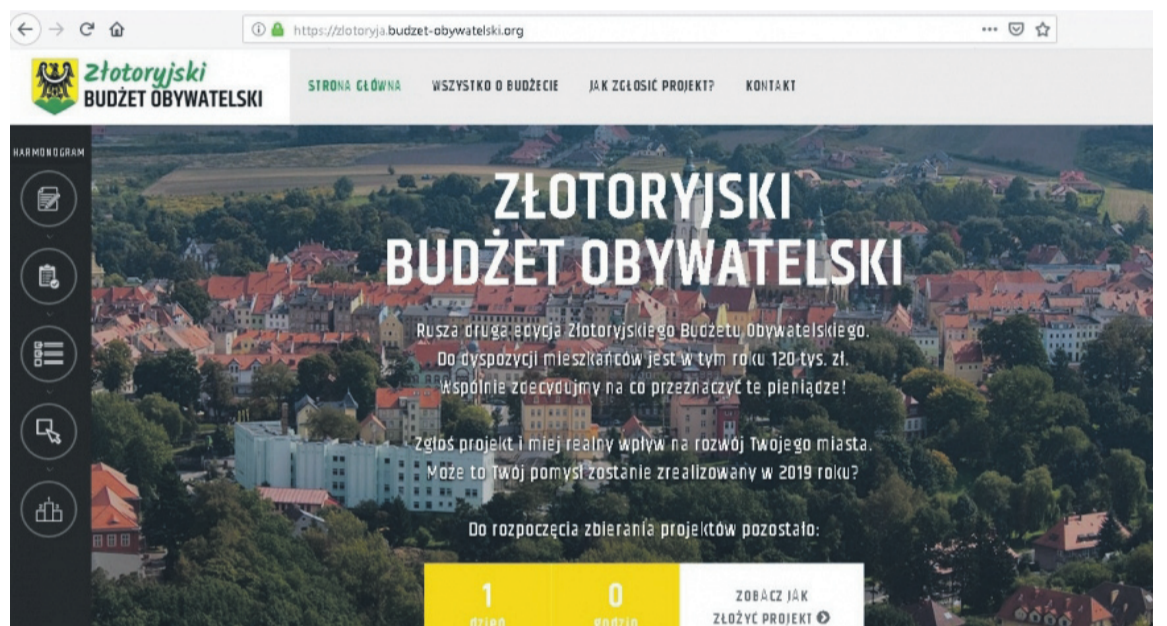 https://zlotoryja.budzet-obywatelski.org
Złotoryjski
BUDŻET OBYWATELSKI
STRONA GŁÓWNA
WSZYSTKO O BUDŻECIE
JAK ZGŁOSIĆ PROJEKT?
KONTAKT
HARMONOGRAM
ZŁOTORYJSKI
BUDŻET OBYWATELSKI
Rusza druga edycja Złotoryjskiego Budżetu Obywatelskiego.
Do dyspozycji mieszkańców jest w tym roku 120 tys. zł.
Wspólnie zdecydujmy na co przeznaczyć te pieniądze!
Zgłoś projekt i miej realny wpływ na rozwój Twojego miasta.
Może to Twój pomysł zostanie zrealizowany w 2019 roku?
Do rozpoczęcia zbierania projektów pozostało:
1
dzień
0
godzin
ZOBACZ JAK
ZŁOŻYĆ PROJEKT